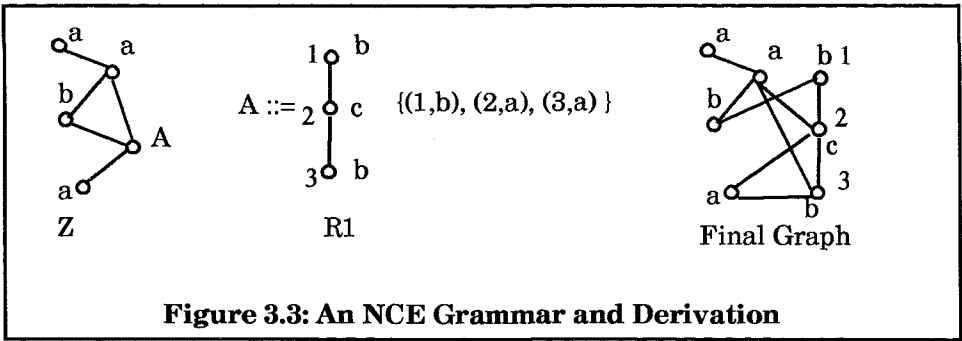 a
a
b
A
a
Z
A ::=
1 b
2 c
3 b
{(1,b), (2,a), (3,a) }
R1
a
a
b 1
b
2
c
3
a
b
Final Graph
Figure 3.3: An NCE Grammar and Derivation